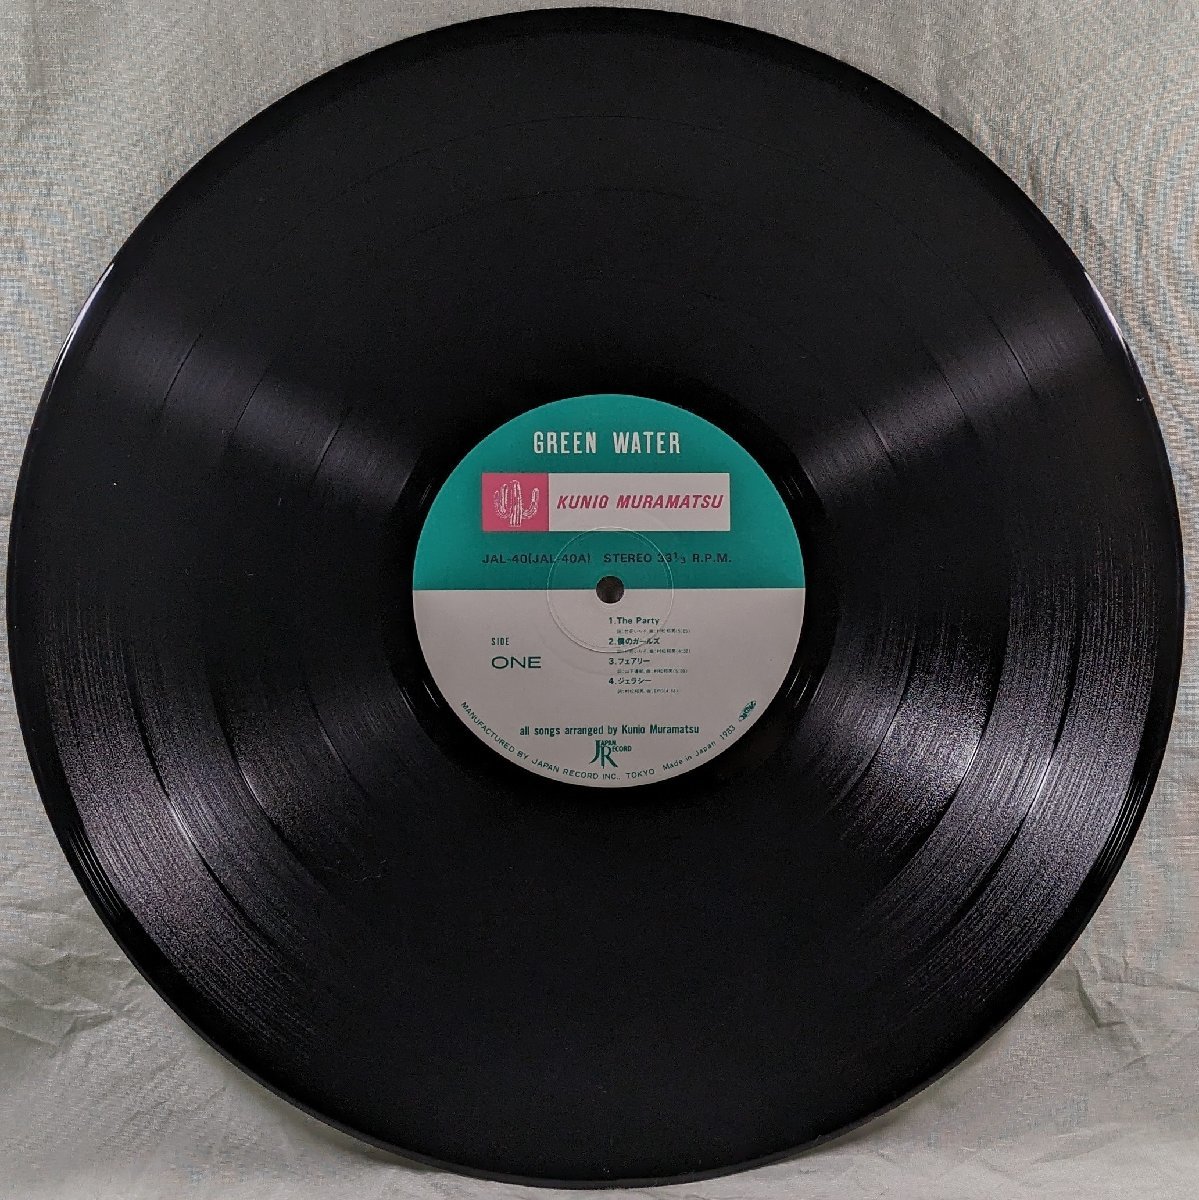 GREEN WATER
KUNIO MURAMATSU
JAL-40(JAL-40A) STEREO 33⅓ R.P.M.
SIDE
ONE
1. The Party
2. 僕のガールズ
3. フェアリー
4. ジェラシー
all songs arranged by Kunio Muramatsu
JAPAN
RECORD
MANUFACTURED BY JAPAN RECORD INC., TOKYO Made in Japan 1983